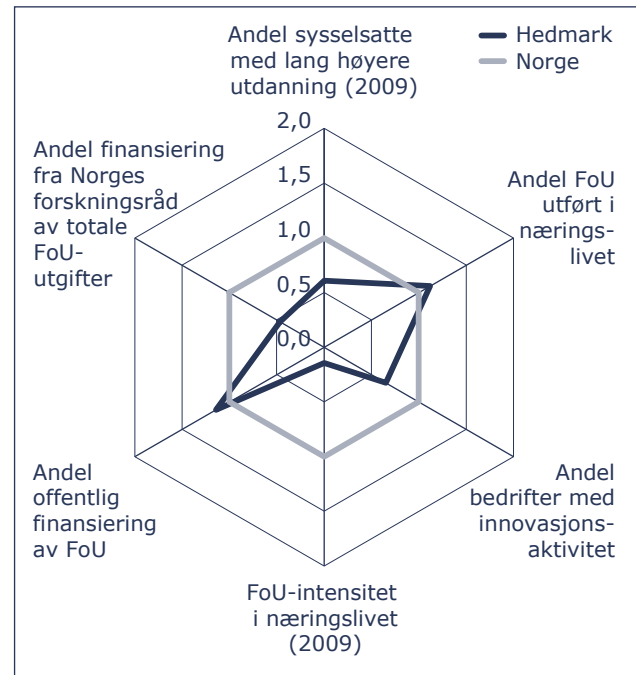 Andel sysselsatte
med lang høyere
utdanning (2009)
Hedmark
Norge
2,0
1,5
1,0
0,5
0,0
Andel FoU
utført i
nærings-
livet
Andel
bedrifter med
innovasjons-
aktivitet
FoU-intensitet
i næringslivet
(2009)
Andel
offentlig
finansiering
av FoU
Andel finansiering
fra Norges
forskningsråd
av totale
FoU-
utgifter